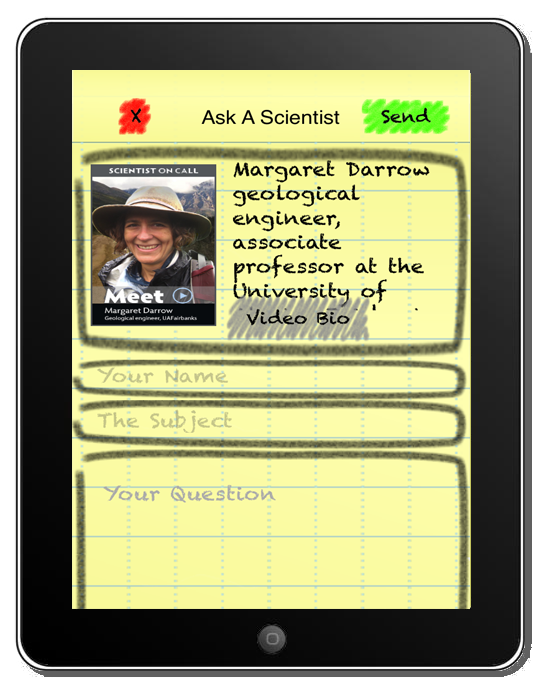 X Ask A Scientist Send
SCIENTIST ON CALL
Meet
Margaret Darrow
Geological engineer, UAFairbanks
Margaret Darrow
geological
engineer,
associate
professor at the
University of
Video Bio
Your Name
The Subject
Your Question